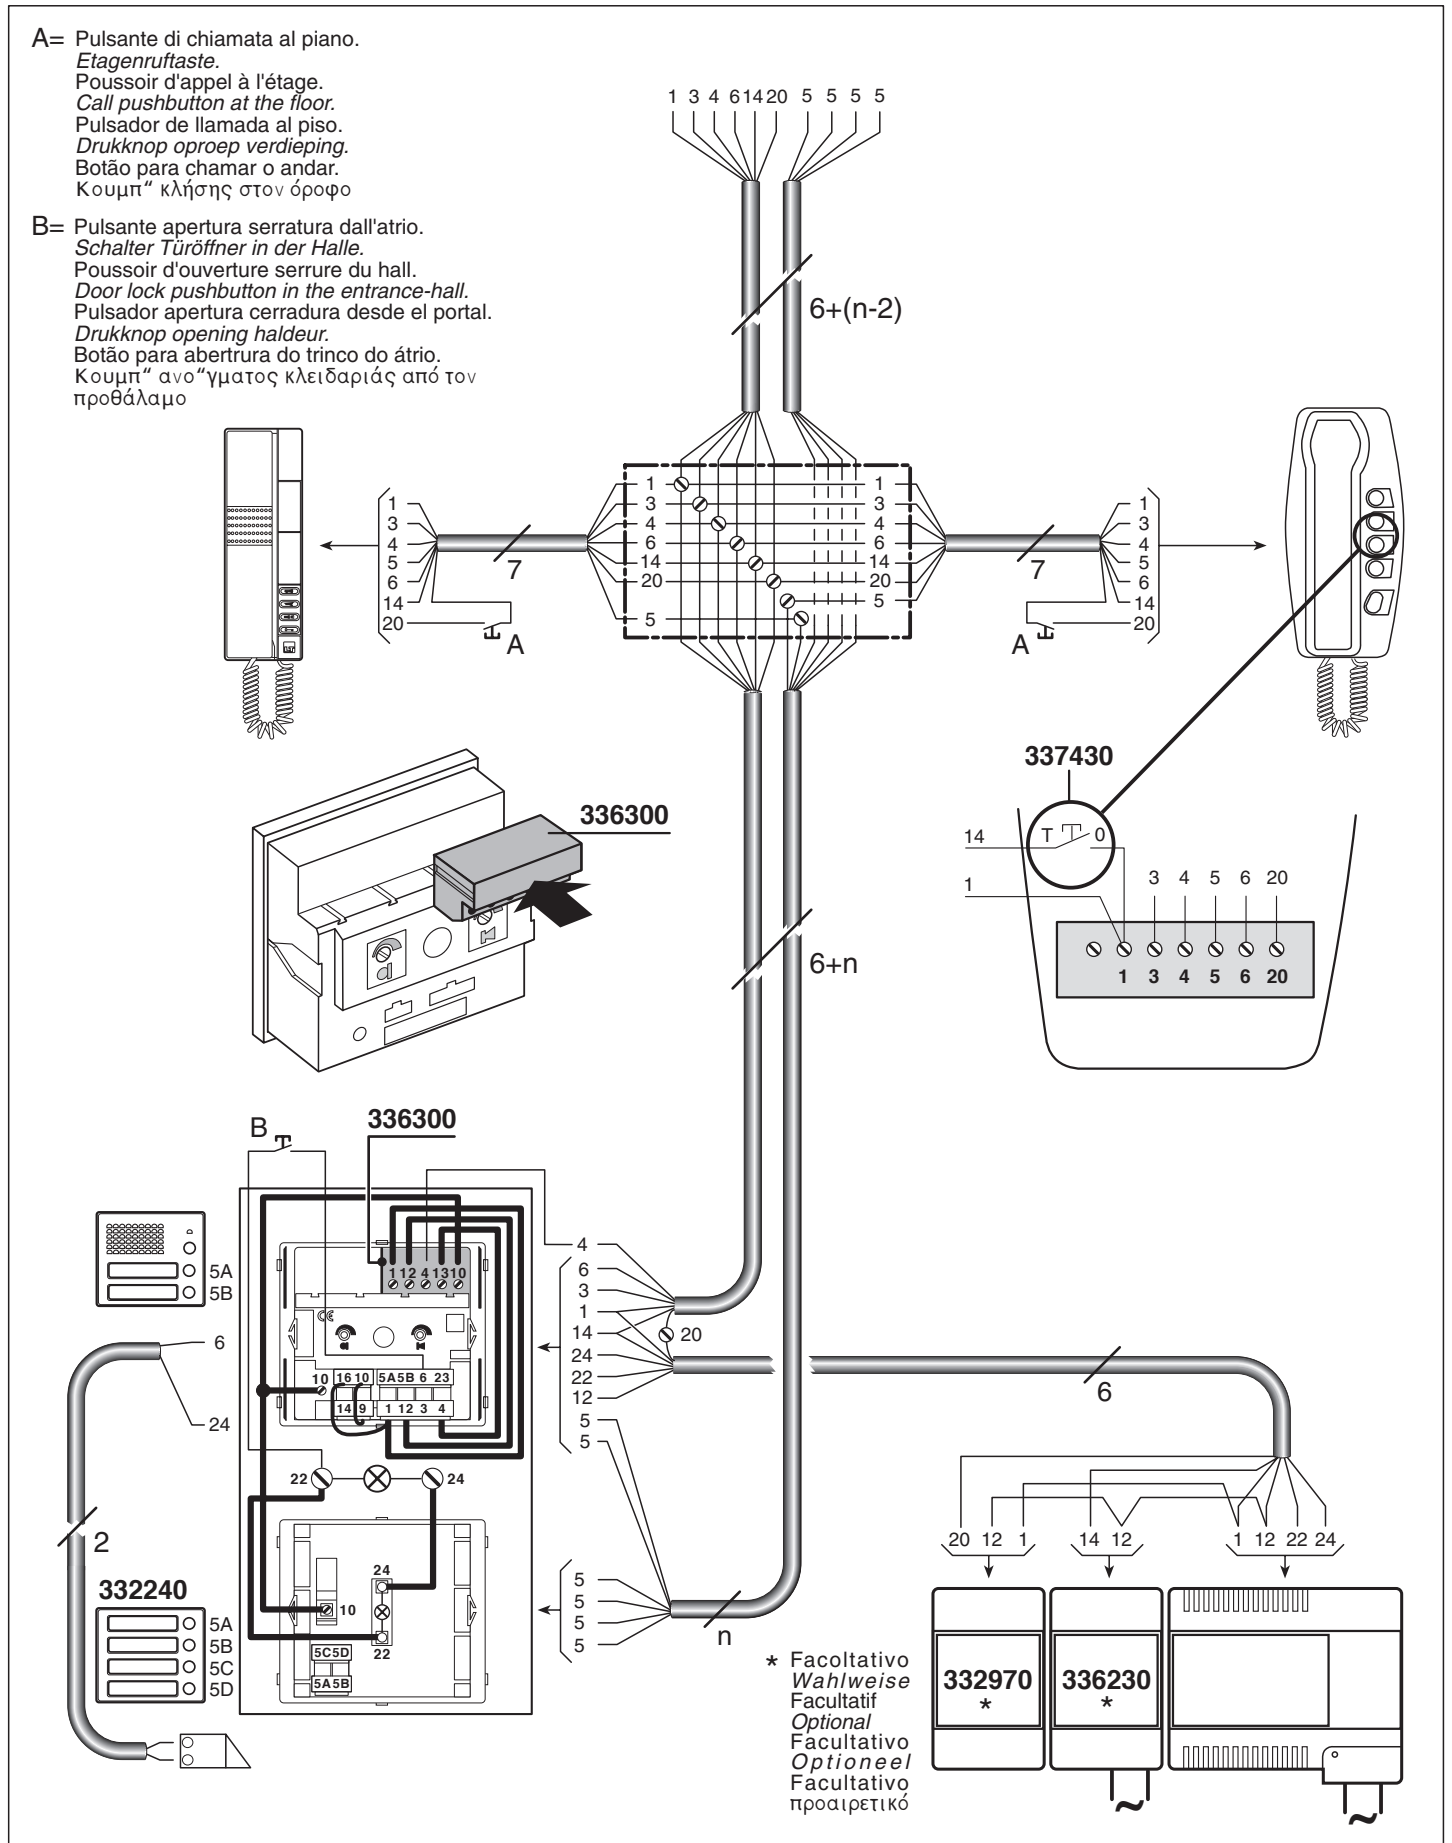 A= Pulsante di chiamata al piano.
Etagenruftaste.
Poussoir d'appel à l'étage.
Call pushbutton at the floor.
Pulsador de llamada al piso.
Drukknop oproep verdieping.
Botão para chamar o andar.
Κουμπ“ κλήσης στον όροφο
B= Pulsante apertura serratura dall'atrio.
Schalter Türöffner in der Halle.
Poussoir d'ouverture serrure du hall.
Door lock pushbutton in the entrance-hall.
Pulsador apertura cerradura desde el portal.
Drukknop opening haldeur.
Botão para abertrura do trinco do átrio.
Κουμπ“ ανο“γματος κλειδαριάς από τον
προθάλαμο
1 3 4 6 14 20 5 5 5 5
6+(n-2)
1 1
3 3
4 4
6 6
14 14
20 20
5
5
1
3
4
5
6
14
20
7
A
7
A
1
3
4
5
6
14
20
336300
337430
14 T 0
1
3 4 5 6 20
1 3 4 5 6 20
6+n
B
336300
5A
5B
1 12 4 13 10
CE
10 16 10 5A 5B 6 23
14 9 1 12 3 4
22 24
24
10
22
5C 5D
5A 5B
6
24
2
332240
5A
5B
5C
5D
4
6
3
1
14
24
22
12
5
5
20
6
5
5
5
5
n
20 12 1 14 12 1 12 22 24
332970
*
336230
*
* Facoltativo
Wahlweise
Facultatif
Optional
Facultativo
Optioneel
Facultativo
προαιρετικό
~
~